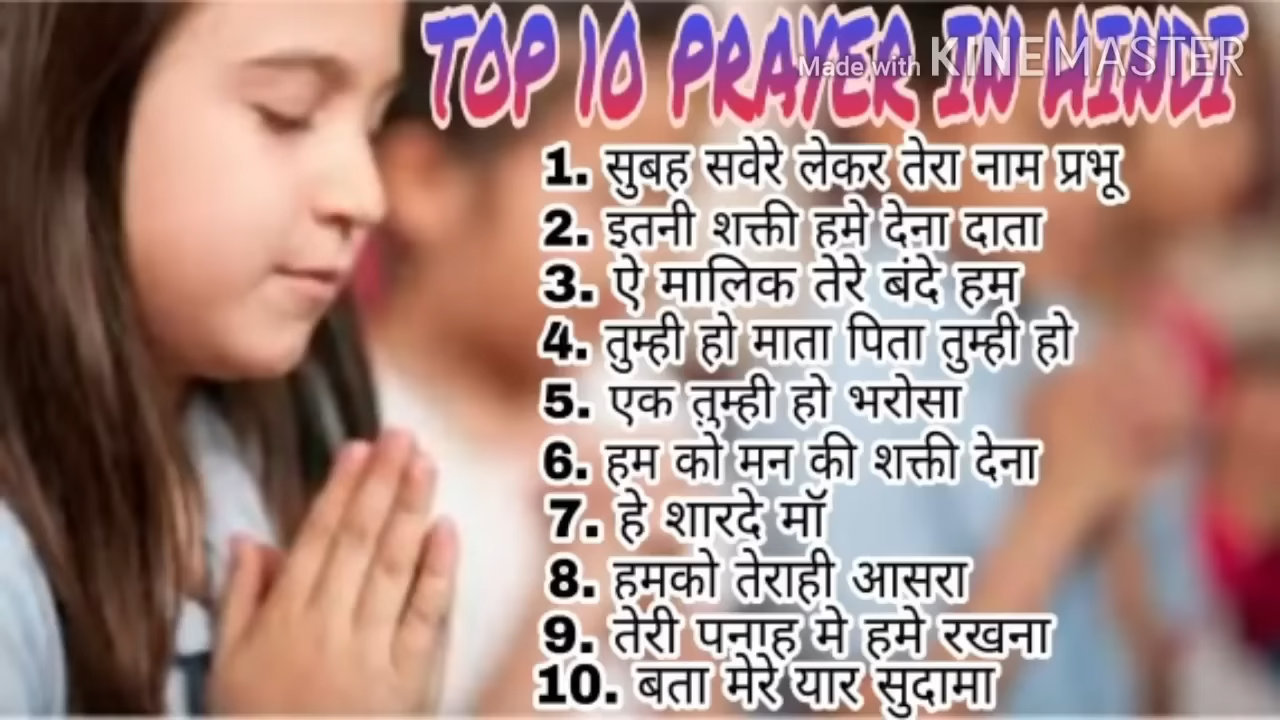 TOP 10 PRAYER IN HINDI
Made with KINEMASTER
1. सुबह सवेरे लेकर तेरा नाम प्रभू
2. इतनी शक्ती हमे देना दाता
3. ऐ मालिक तेरे बंदे हम
4. तुम्ही हो माता पिता तुम्ही हो
5. एक तुम्ही हो भरोसा
6. हम को मन की शक्ती देना
7. हे शारदे मॉ
8. हमको तेराही आसरा
9. तेरी पनाह मे हमे रखना
10. बता मेरे यार सुदामा